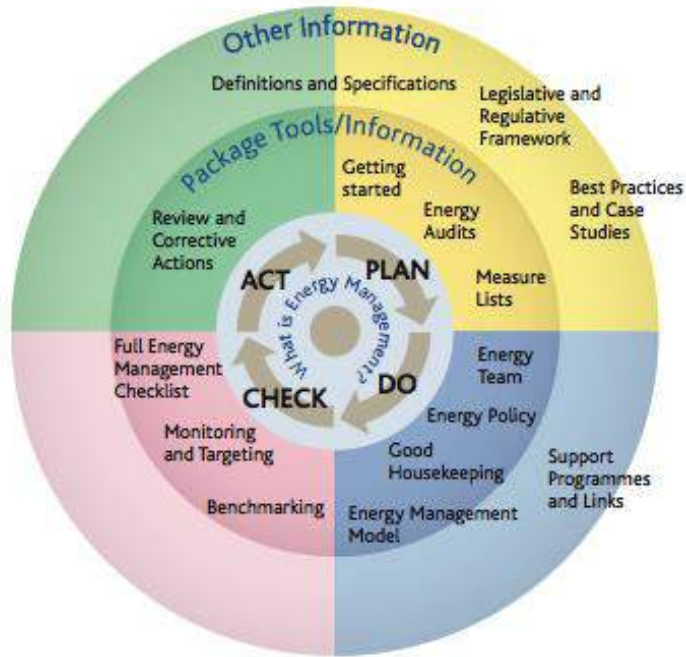 Other Information
Definitions and Specifications
Legislative and
Regulative
Framework
Best Practices
and Case
Studies
Package Tools/Information
Getting
started
Energy
Audits
Measure
Lists
Review and
Corrective
Actions
ACT
PLAN
What is Energy Management?
CHECK
DO
Full Energy
Management
Checklist
Monitoring
and Targeting
Benchmarking
Energy
Team
Energy Policy
Good
Housekeeping
Energy Management
Model
Support
Programmes
and Links